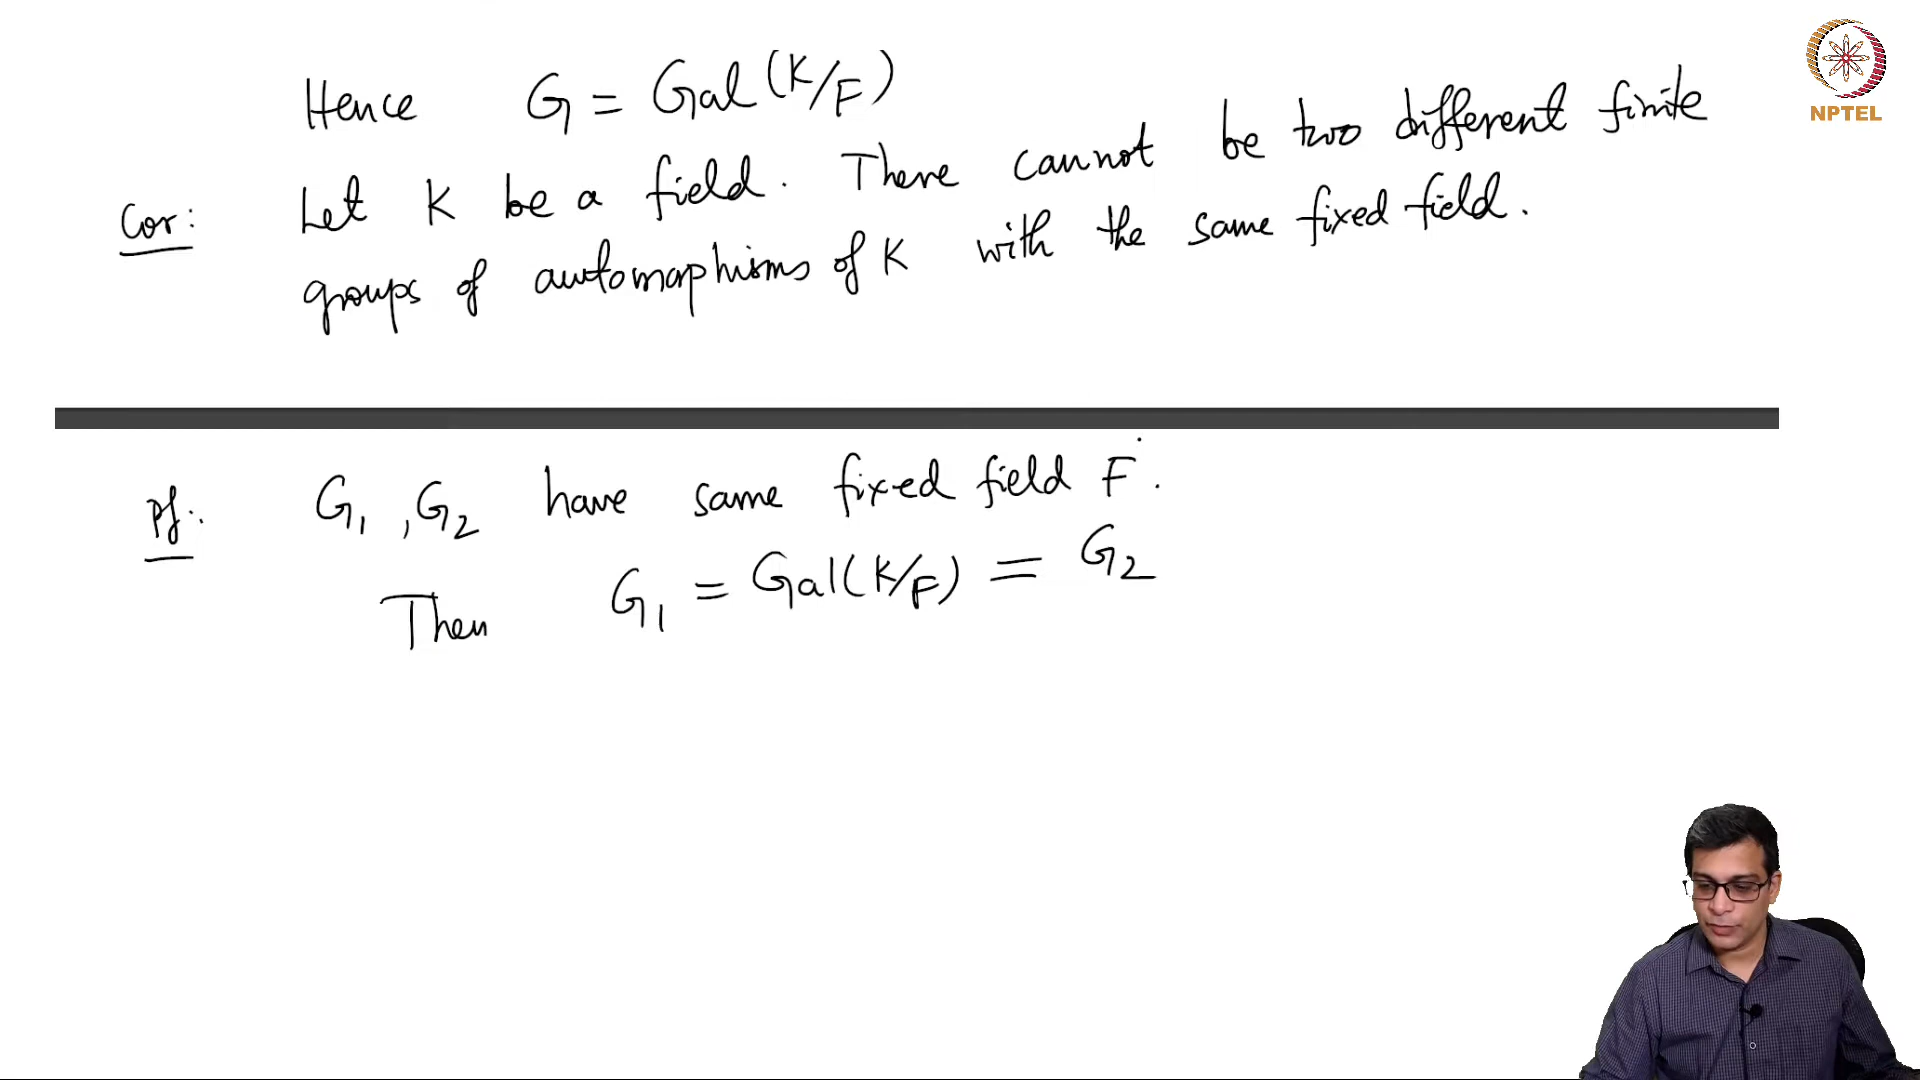 Hence G = Gal (K/F)
Cor: Let K be a field. There cannot be two different finite
groups of automorphisms of K with the same fixed field.
Pf: G1, G2 have same fixed field F.
Then G1 = Gal(K/F) = G2
NPTEL